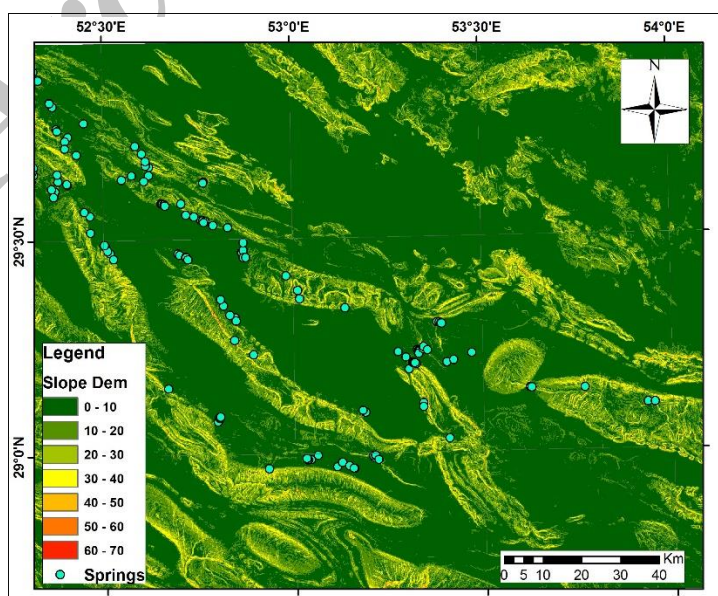 52°30'E 53°0'E 53°30'E 54°0'E
N
29°30'N
29°0'N
Legend
Slope Dem
0 - 10
10 - 20
20 - 30
30 - 40
40 - 50
50 - 60
60 - 70
Springs
Km
0 5 10 20 30 40